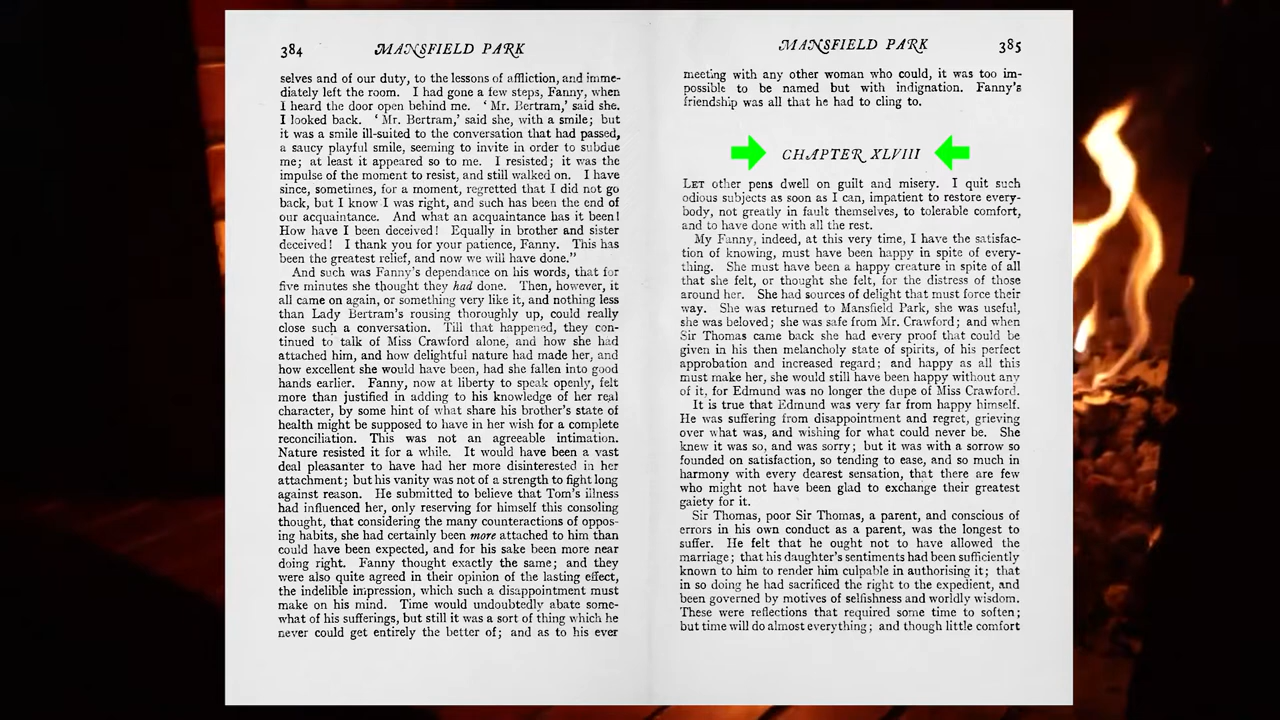 384 MANSFIELD PARK
selves and of our duty, to the lessons of affliction, and imme-
diately left the room. I had gone a few steps, Fanny, when
I heard the door open behind me. ‘Mr. Bertram,’ said she.
I looked back. ‘Mr. Bertram,’ said she, with a smile; but
it was a smile ill-suited to the conversation that had passed,
a saucy playful smile, seeming to invite in order to subdue
me; at least it appeared so to me. I resisted; it was the
impulse of the moment to resist, and still walked on. I have
since, sometimes, for a moment, regretted that I did not go
back, but I know I was right, and such has been the end of
our acquaintance. And what an acquaintance has it been!
How have I been deceived! Equally in brother and sister
deceived! I thank you for your patience, Fanny. This has
been the greatest relief, and now we will have done.”
And such was Fanny’s dependance on his words, that for
five minutes she thought they had done. Then, however, it
all came on again, or something very like it, and nothing less
than Lady Bertram’s rousing thoroughly up, could really
close such a conversation. Till that happened, they con-
tinued to talk of Miss Crawford alone, and how she had
attached him, and how delightful nature had made her, and
how excellent she would have been, had she fallen into good
hands earlier. Fanny, now at liberty to speak openly, felt
more than justified in adding to his knowledge of her real
character, by some hint of what share his brother’s state of
health might be supposed to have in her wish for a complete
reconciliation. This was not an agreeable intimation.
Nature resisted it for a while. It would have been a vast
deal pleasanter to have had her more disinterested in her
attachment; but his vanity was not of a strength to fight long
against reason. He submitted to believe that Tom’s illness
had influenced her, only reserving for himself this consoling
thought, that considering the many counteractions of oppos-
ing habits, she had certainly been more attached to him than
could have been expected, and for his sake been more near
doing right. Fanny thought exactly the same; and they
were also quite agreed in their opinion of the lasting effect,
the indelible impression, which such a disappointment must
make on his mind. Time would undoubtedly abate some-
what of his sufferings, but still it was a sort of thing which he
never could get entirely the better of; and as to his ever
MANSFIELD PARK 385
meeting with any other woman who could, it was too im-
possible to be named but with indignation. Fanny’s
friendship was all that he had to cling to.
CHAPTER XLVIII
LET other pens dwell on guilt and misery. I quit such
odious subjects as soon as I can, impatient to restore every-
body, not greatly in fault themselves, to tolerable comfort,
and to have done with all the rest.
My Fanny, indeed, at this very time, I have the satisfac-
tion of knowing, must have been happy in spite of every-
thing. She must have been a happy creature in spite of all
that she felt, or thought she felt, for the distress of those
around her. She had sources of delight that must force their
way. She was returned to Mansfield Park, she was useful,
she was beloved; she was safe from Mr. Crawford; and when
Sir Thomas came back she had every proof that could be
given in his then melancholy state of spirits, of his perfect
approbation and increased regard; and happy as all this
must make her, she would still have been happy without any
of it, for Edmund was no longer the dupe of Miss Crawford.
It is true that Edmund was very far from happy himself.
He was suffering from disappointment and regret, grieving
over what was, and wishing for what could never be. She
knew it was so, and was sorry; but it was with a sorrow so
founded on satisfaction, so tending to ease, and so much in
harmony with every dearest sensation, that there are few
who might not have been glad to exchange their greatest
gaiety for it.
Sir Thomas, poor Sir Thomas, a parent, and conscious of
errors in his own conduct as a parent, was the longest to
suffer. He felt that he ought not to have allowed the
marriage; that his daughter’s sentiments had been sufficiently
known to him to render him culpable in authorising it; that
in so doing he had sacrificed the right to the expedient, and
been governed by motives of selfishness and worldly wisdom.
These were reflections that required some time to soften;
but time will do almost everything; and though little comfort